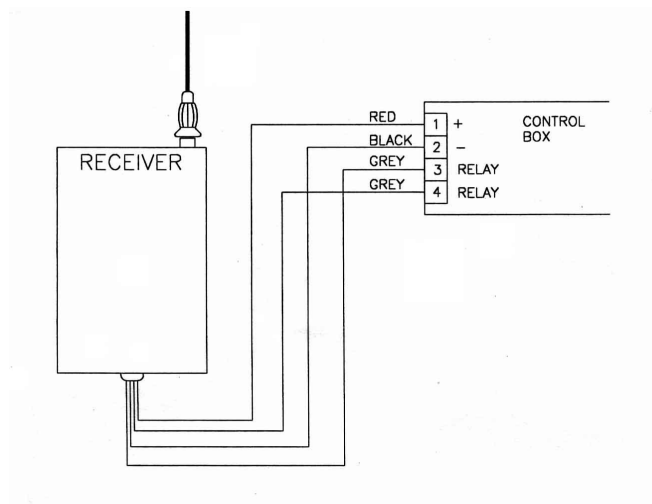 RECEIVER
RED
BLACK
GREY
GREY
1 +
2 −
3 RELAY
4 RELAY
CONTROL
BOX